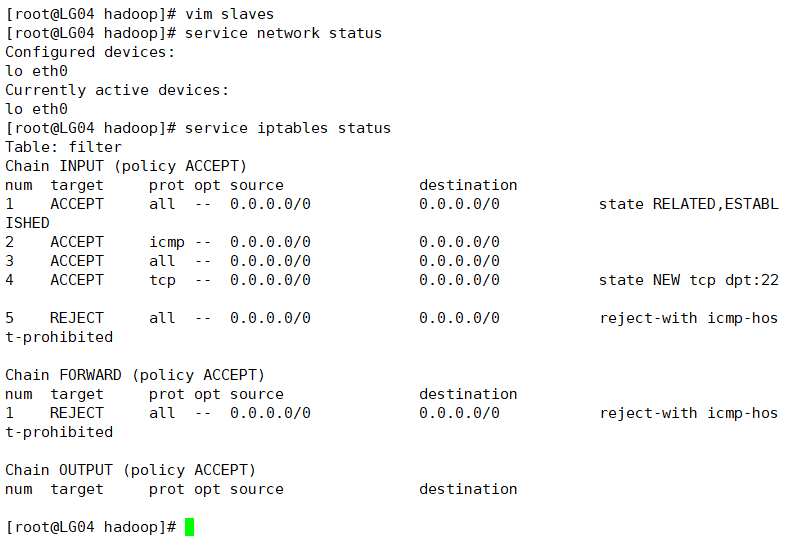 [root@LG04 hadoop]# vim slaves
[root@LG04 hadoop]# service network status
Configured devices:
lo eth0
Currently active devices:
lo eth0
[root@LG04 hadoop]# service iptables status
Table: filter
Chain INPUT (policy ACCEPT)
num  target     prot opt source               destination
1    ACCEPT     all  --  0.0.0.0/0            0.0.0.0/0           state RELATED,ESTABL
ISHED
2    ACCEPT     icmp --  0.0.0.0/0            0.0.0.0/0
3    ACCEPT     all  --  0.0.0.0/0            0.0.0.0/0
4    ACCEPT     tcp  --  0.0.0.0/0            0.0.0.0/0           state NEW tcp dpt:22
5    REJECT     all  --  0.0.0.0/0            0.0.0.0/0           reject-with icmp-hos
t-prohibited
Chain FORWARD (policy ACCEPT)
num  target     prot opt source               destination
1    REJECT     all  --  0.0.0.0/0            0.0.0.0/0           reject-with icmp-hos
t-prohibited
Chain OUTPUT (policy ACCEPT)
num  target     prot opt source               destination
[root@LG04 hadoop]#